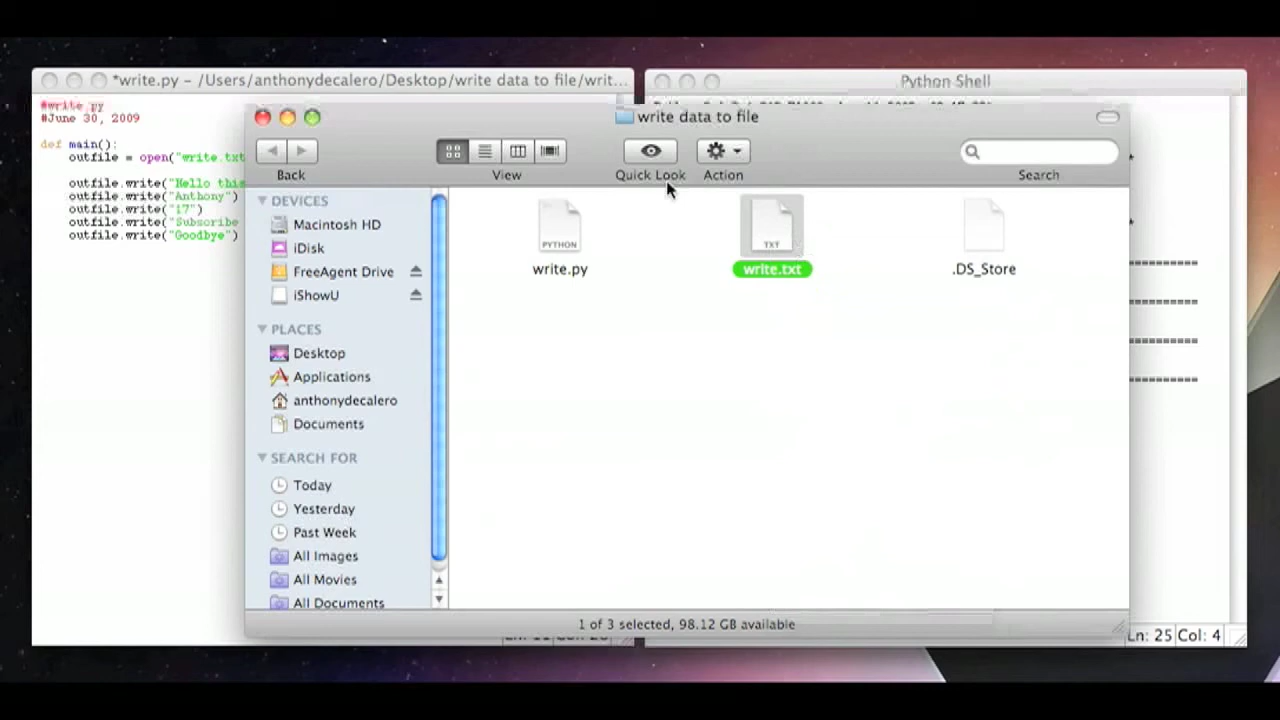 *write.py - /Users/anthonydecalero/Desktop/write data to file/writ...
Python Shell
#write.py
#June 30, 2009
def main():
outfile = open("write.txt
outfile.write("Hello this
outfile.write("Anthony")
outfile.write("17")
outfile.write("Subscribe
outfile.write("Goodbye")
write data to file
Back
View
Quick Look
Action
Search
DEVICES
Macintosh HD
iDisk
FreeAgent Drive
iShowU
PLACES
Desktop
Applications
anthonydecalero
Documents
SEARCH FOR
Today
Yesterday
Past Week
All Images
All Movies
All Documents
PYTHON
write.py
TXT
write.txt
.DS_Store
1 of 3 selected, 98.12 GB available
Ln: 25 Col: 4